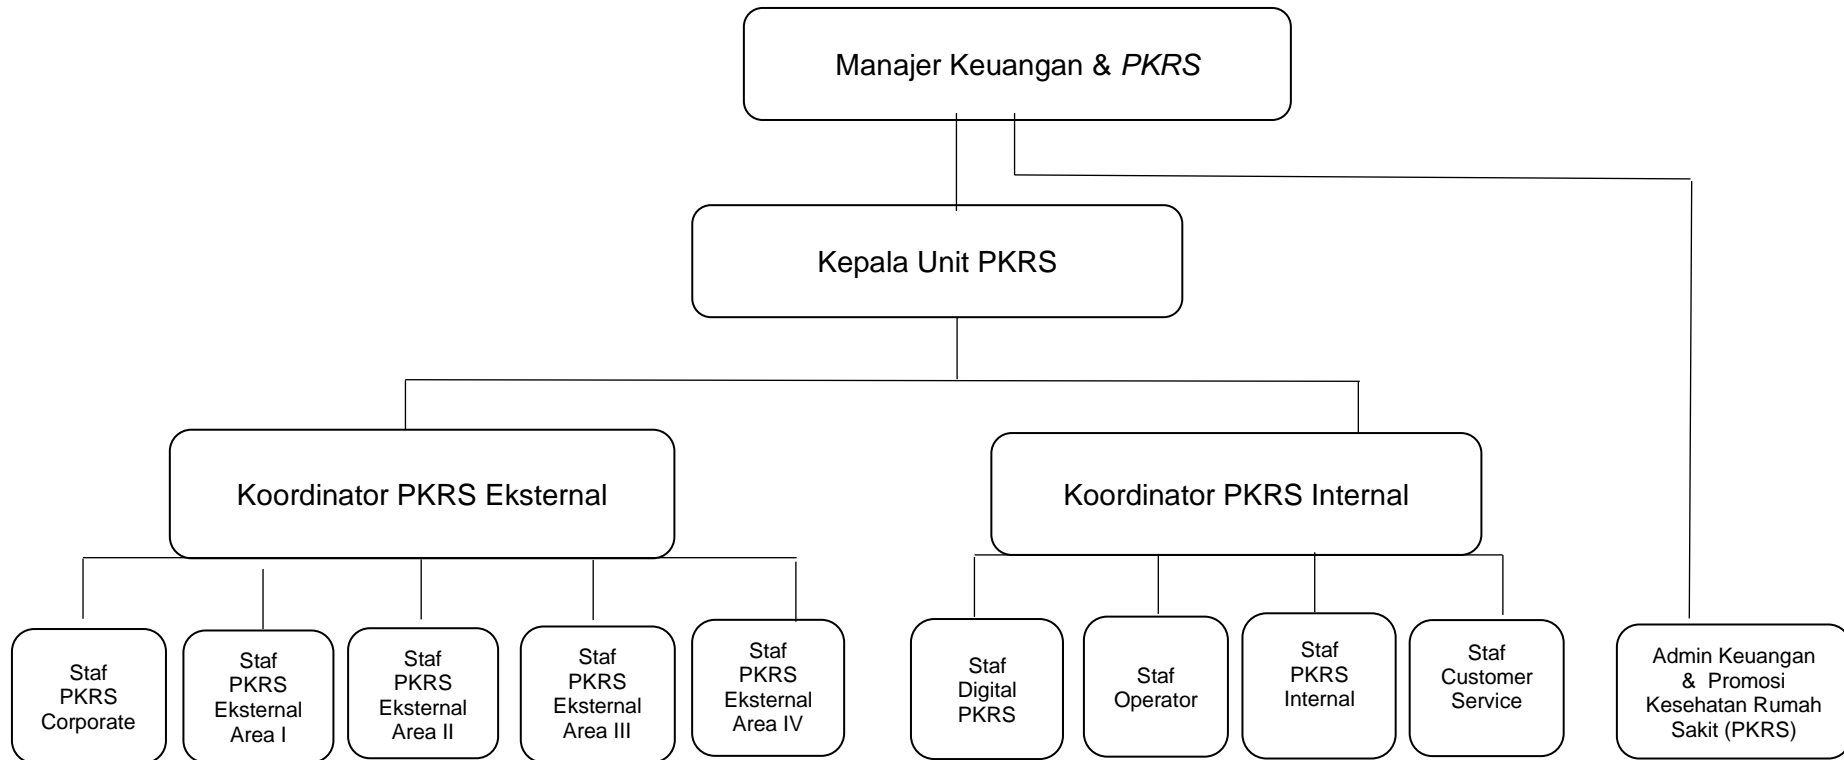 Manajer Keuangan & PKRS
Kepala Unit PKRS
Koordinator PKRS Eksternal
Koordinator PKRS Internal
Staf
PKRS
Corporate
Staf
PKRS
Eksternal
Area I
Staf
PKRS
Eksternal
Area II
Staf
PKRS
Eksternal
Area III
Staf
PKRS
Eksternal
Area IV
Staf
Digital
PKRS
Staf
Operator
Staf
PKRS
Internal
Staf
Customer
Service
Admin Keuangan
& Promosi
Kesehatan Rumah
Sakit (PKRS)